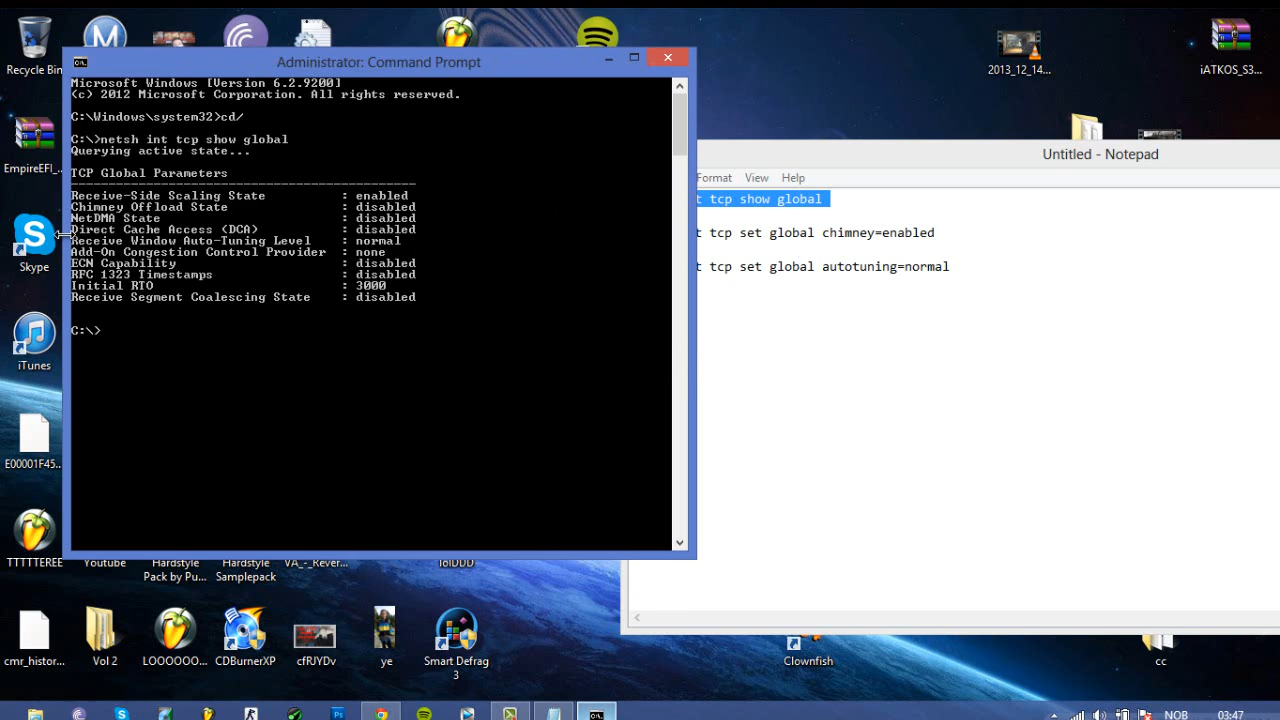 Recycle Bin
2013_12_14...
iATKOS_S3...
Administrator: Command Prompt
Microsoft Windows [Version 6.2.9200]
(c) 2012 Microsoft Corporation. All rights reserved.
C:\Windows\system32>cd/
C:\>netsh int tcp show global
Querying active state...
TCP Global Parameters
----------------------------------------------
Receive-Side Scaling State : enabled
Chimney Offload State : disabled
NetDMA State : disabled
Direct Cache Access (DCA) : disabled
Receive Window Auto-Tuning Level : normal
Add-On Congestion Control Provider : none
ECN Capability : disabled
RFC 1323 Timestamps : disabled
Initial RTO : 3000
Receive Segment Coalescing State : disabled
C:\>
Untitled - Notepad
Format View Help
t tcp show global
t tcp set global chimney=enabled
t tcp set global autotuning=normal
EmpireEFI_...
Skype
iTunes
E00001F45...
TTTTTEREE
Youtube
Hardstyle
Pack by Pu...
Hardstyle
Samplepack
VA_-_Rever...
lolDDD
cmr_histor...
Vol 2
LOOOOOO...
CDBurnerXP
cfRJYDv
ye
Smart Defrag
3
Clownfish
cc
NOB
03:47